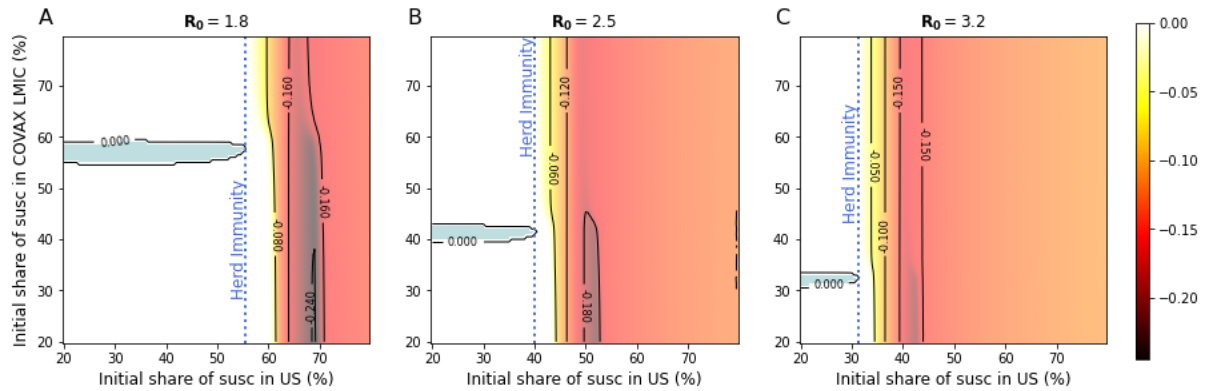 A
R₀ = 1.8
B
R₀ = 2.5
C
R₀ = 3.2
Initial share of susc in COVAX LMIC (%)
70
60
50
40
30
20
0.000
Herd Immunity
-0.160
-0.080
-0.160
-0.240
20 30 40 50 60 70
Initial share of susc in US (%)
70
60
50
40
30
20
0.000
Herd Immunity
-0.120
-0.060
-0.180
20 30 40 50 60 70
Initial share of susc in US (%)
70
60
50
40
30
20
0.000
Herd Immunity
-0.150
-0.050
-0.150
-0.100
20 30 40 50 60 70
Initial share of susc in US (%)
0.00
−0.05
−0.10
−0.15
−0.20